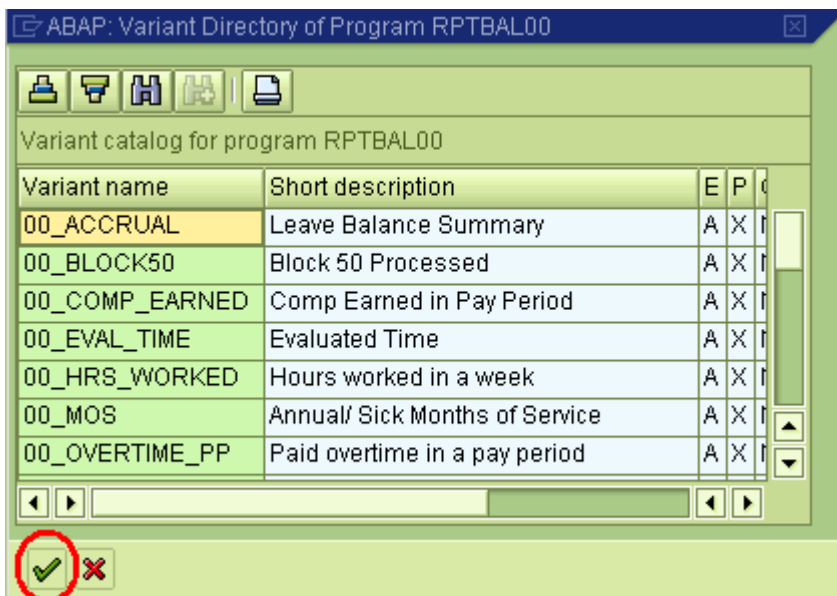 ABAP: Variant Directory of Program RPTBAL00
Variant catalog for program RPTBAL00
Variant name Short description E P
00_ACCRUAL Leave Balance Summary A X
00_BLOCK50 Block 50 Processed A X
00_COMP_EARNED Comp Earned in Pay Period A X
00_EVAL_TIME Evaluated Time A X
00_HRS_WORKED Hours worked in a week A X
00_MOS Annual/ Sick Months of Service A X
00_OVERTIME_PP Paid overtime in a pay period A X